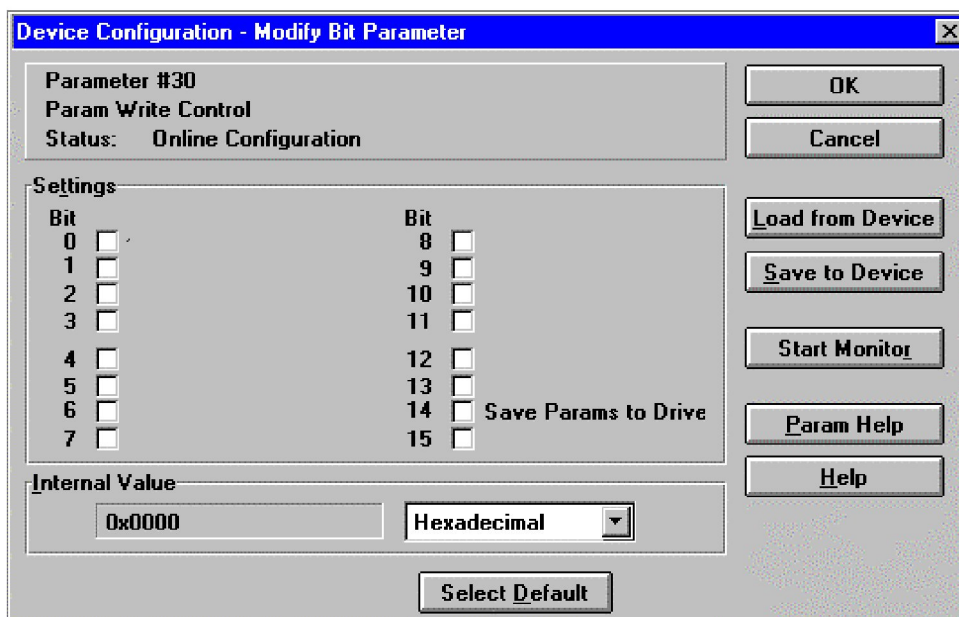 Device Configuration - Modify Bit Parameter
Parameter #30
Param Write Control
Status: Online Configuration
OK
Cancel
Settings
Bit Bit
0 8
1 9
2 10
3 11
4 12
5 13
6 14 Save Params to Drive
7 15
Load from Device
Save to Device
Start Monitor
Param Help
Help
Internal Value
0x0000 Hexadecimal
Select Default